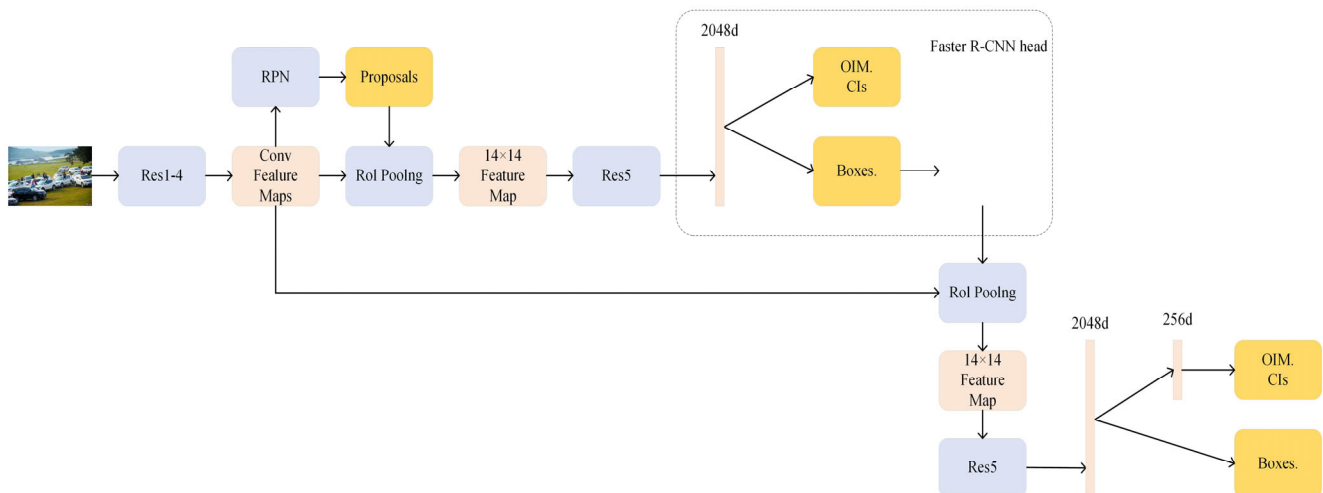 2048d
Faster R-CNN head
RPN
Proposals
OIM.
CIs
Res1-4
Conv
Feature
Maps
RoI Poolng
14×14
Feature
Map
Res5
Boxes.
RoI Poolng
2048d
256d
14×14
Feature
Map
OIM.
CIs
Res5
Boxes.